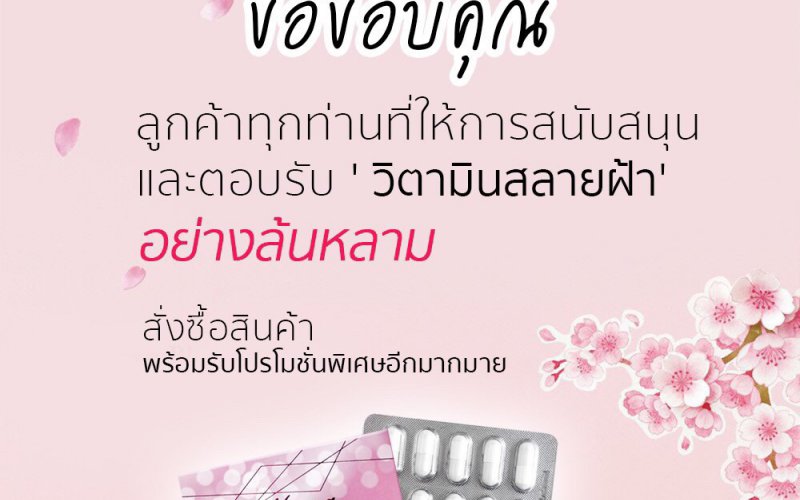 ขอขอบคุณ
ลูกค้าทุกท่านที่ให้การสนับสนุน
และตอบรับ ' วิตามินสลายฝ้า'
อย่างล้นหลาม
สั่งซื้อสินค้า
พร้อมรับโปรโมชั่นพิเศษอีกมากมาย